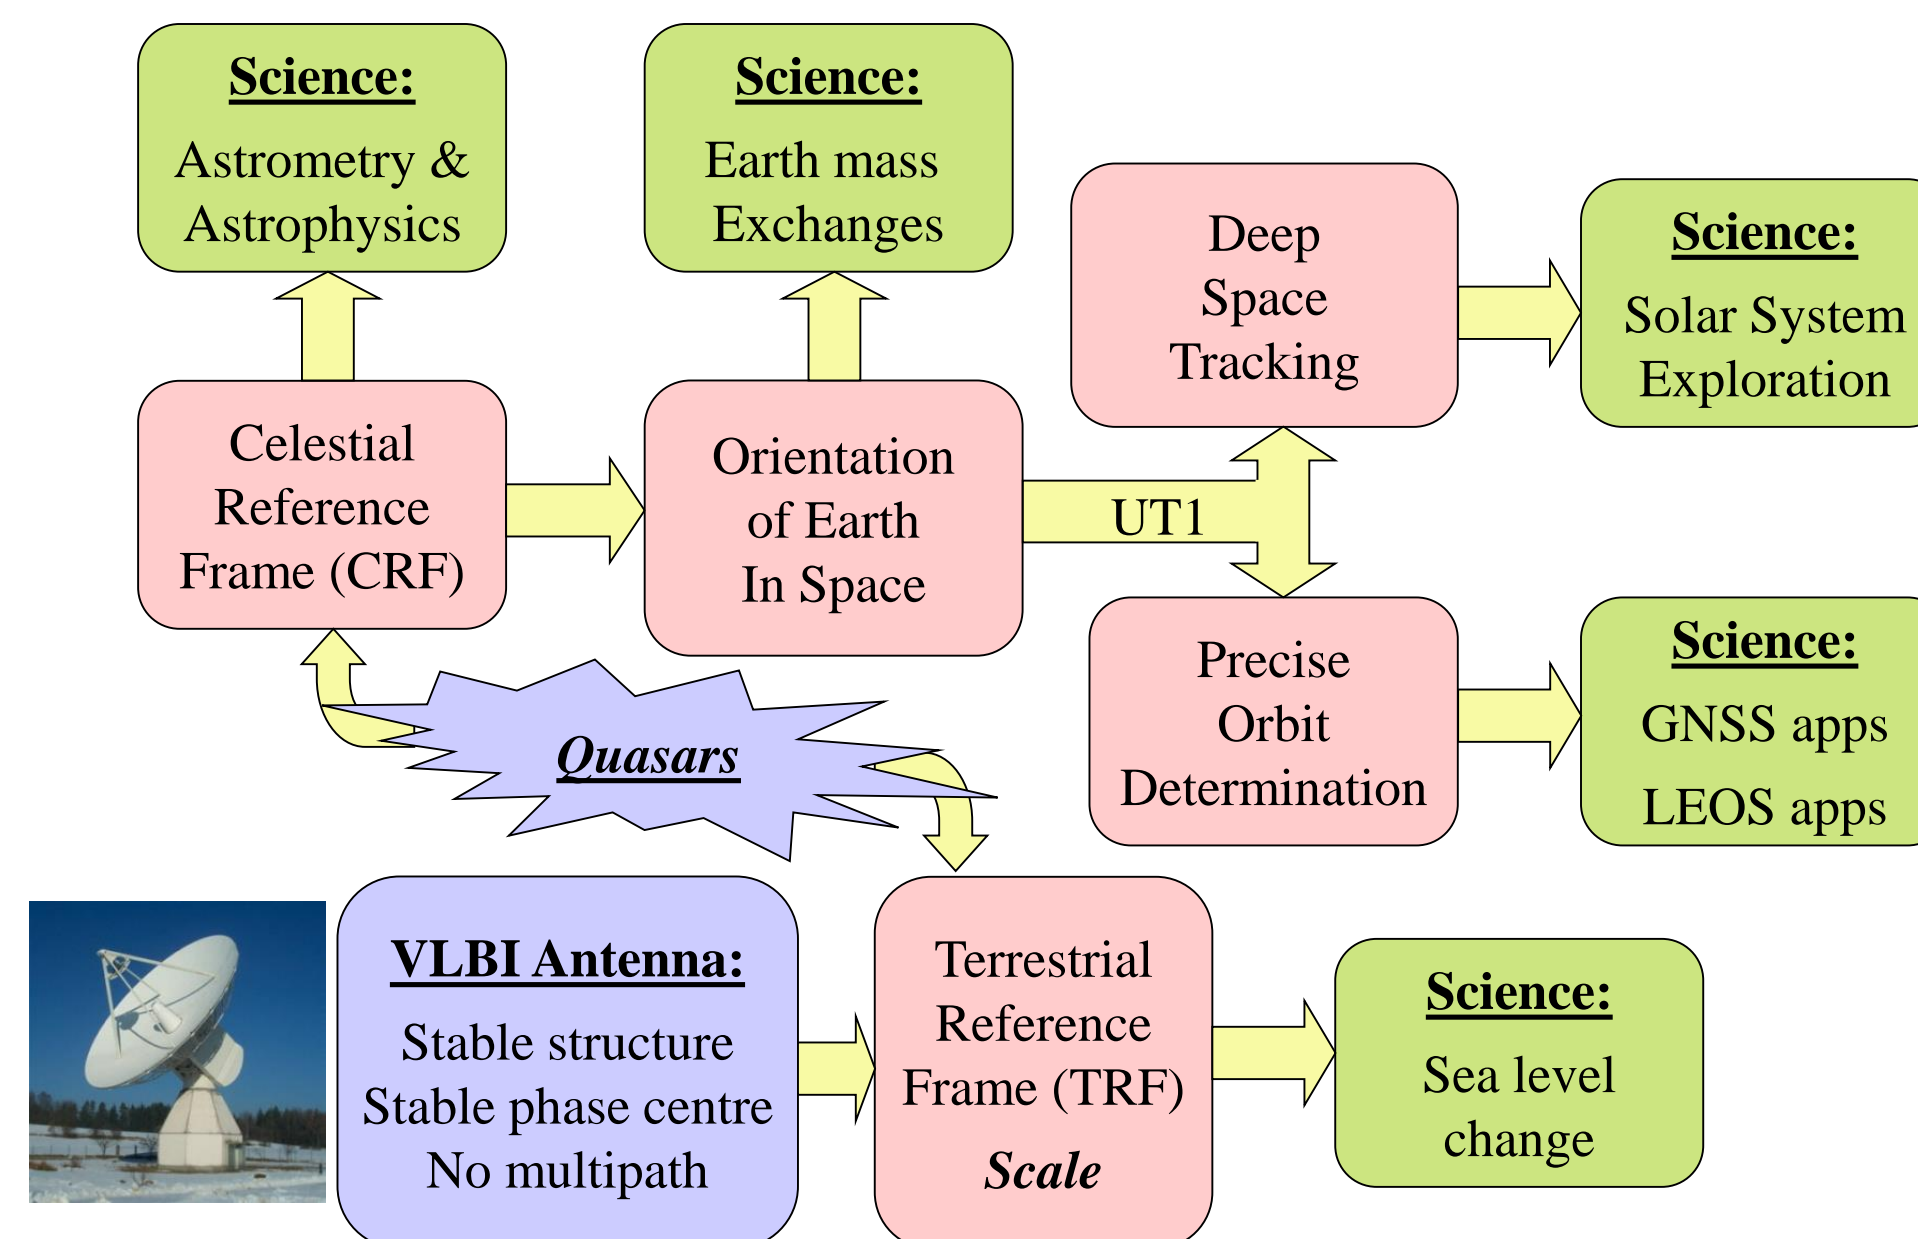 Science:
Astrometry &
Astrophysics
Science:
Earth mass
Exchanges
Deep
Space
Tracking
Science:
Solar System
Exploration
Celestial
Reference
Frame (CRF)
Orientation
of Earth
In Space
UT1
Precise
Orbit
Determination
Science:
GNSS apps
LEOS apps
Quasars
VLBI Antenna:
Stable structure
Stable phase centre
No multipath
Terrestrial
Reference
Frame (TRF)
Scale
Science:
Sea level
change